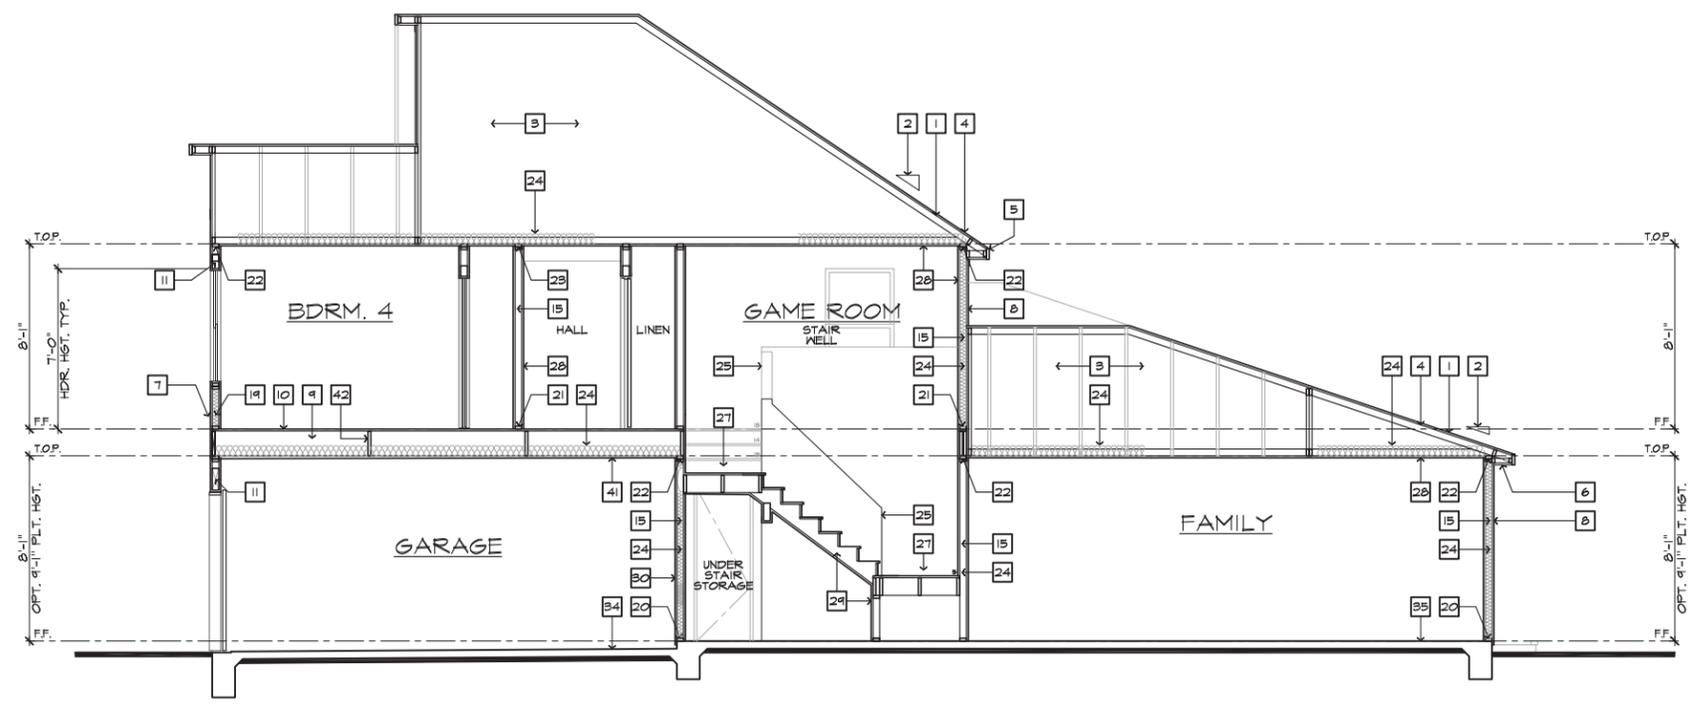 3
2 1 4
24
5
T.O.P. T.O.P.
11 22 23 28 22
BDRM. 4 15 GAME ROOM 8
HALL LINEN STAIR
WELL
15
8'-1" 7'-0" HDR. HGT. TYP. 8'-1"
28 25 24 3 24 4 1 2
7 19 10 9 42 21 24 21 24
27
F.F. F.F.
T.O.P. T.O.P.
11 41 22 22 28 22 6
15 25 FAMILY 15 8
GARAGE 24 27 15 24
UNDER
STAIR
STORAGE
30 24
29
34 20 35 20
8'-1" OPT. 9'-1" PLT. HGT. 8'-1" OPT. 9'-1" PLT. HGT.
F.F. F.F.